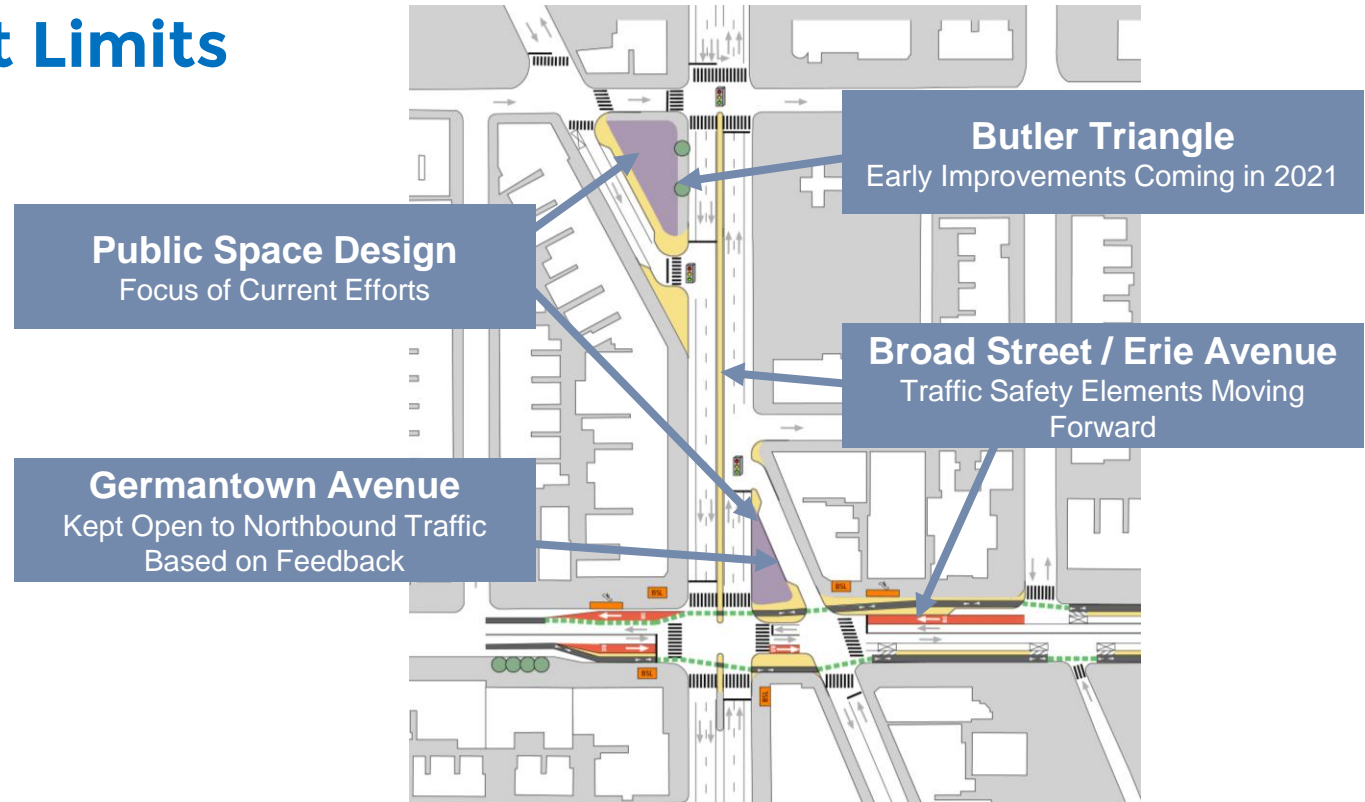 t Limits
Butler Triangle
Early Improvements Coming in 2021
Public Space Design
Focus of Current Efforts
Broad Street / Erie Avenue
Traffic Safety Elements Moving
Forward
Germantown Avenue
Kept Open to Northbound Traffic
Based on Feedback
BSL
BSL
BSL
BSL